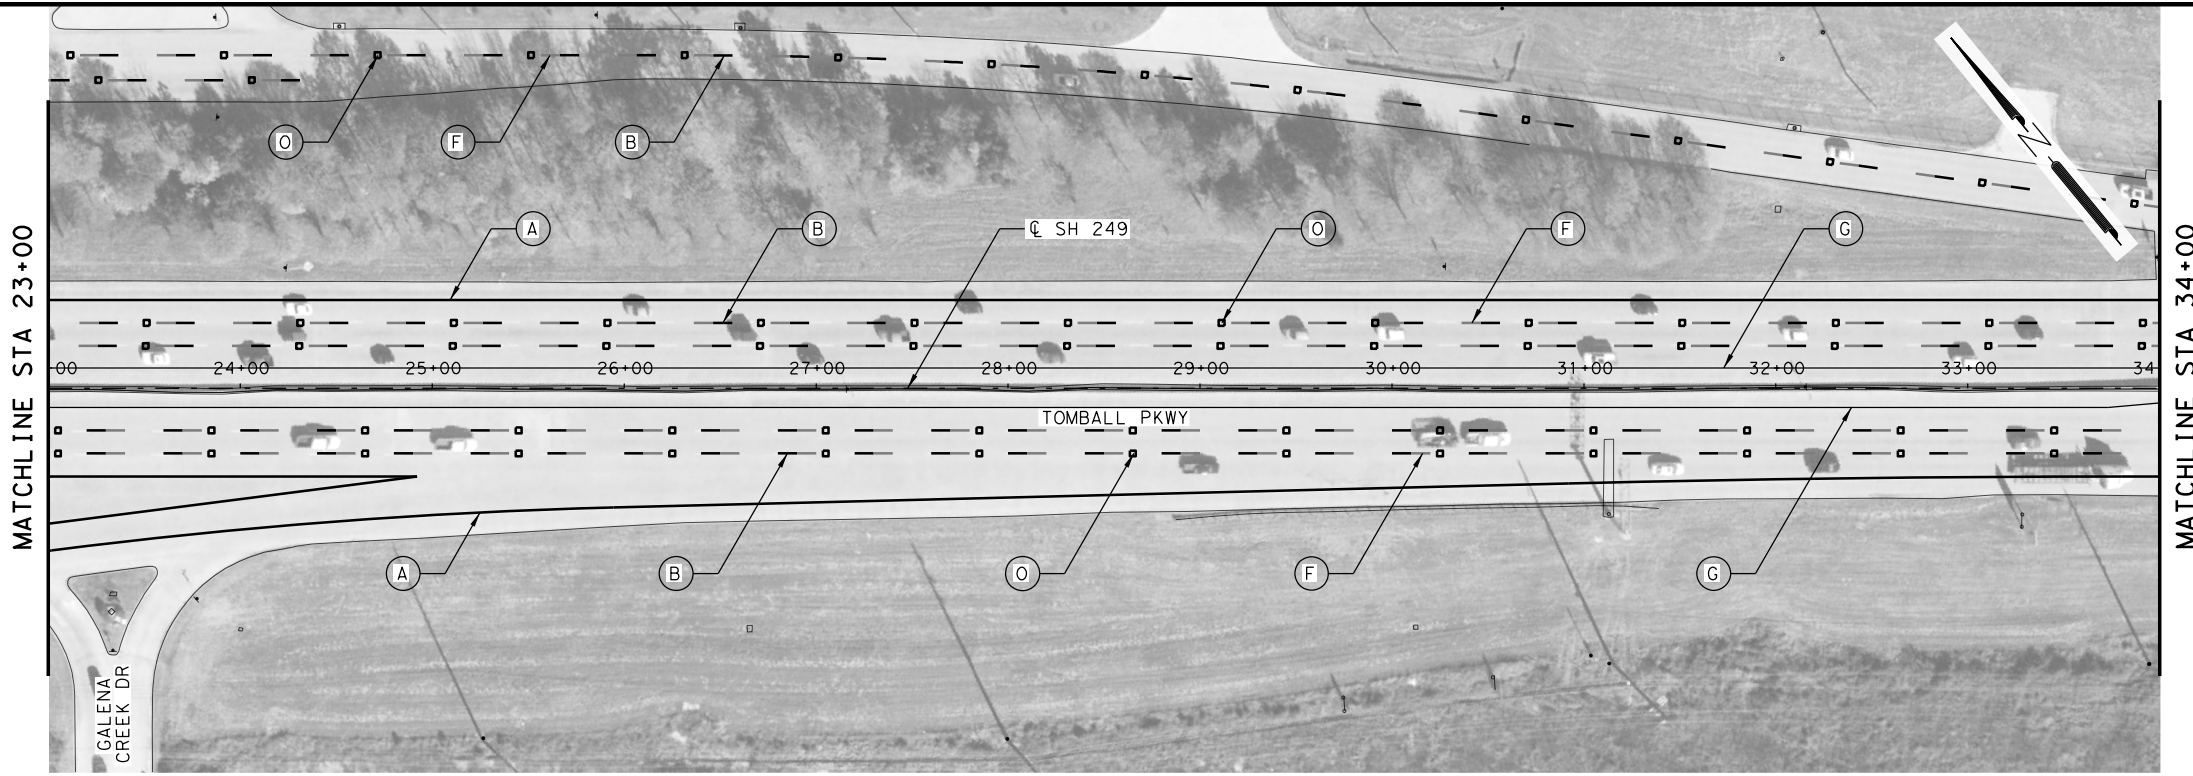 MATCHLINE STA 23+00
O
F
B
A
B
℄ SH 249
O
F
G
00 24+00 25+00 26+00 27+00 28+00 29+00 30+00 31+00 32+00 33+00 34
TOMBALL PKWY
A
B
O
F
G
GALENA
CREEK DR
MATCHLINE STA 34+00